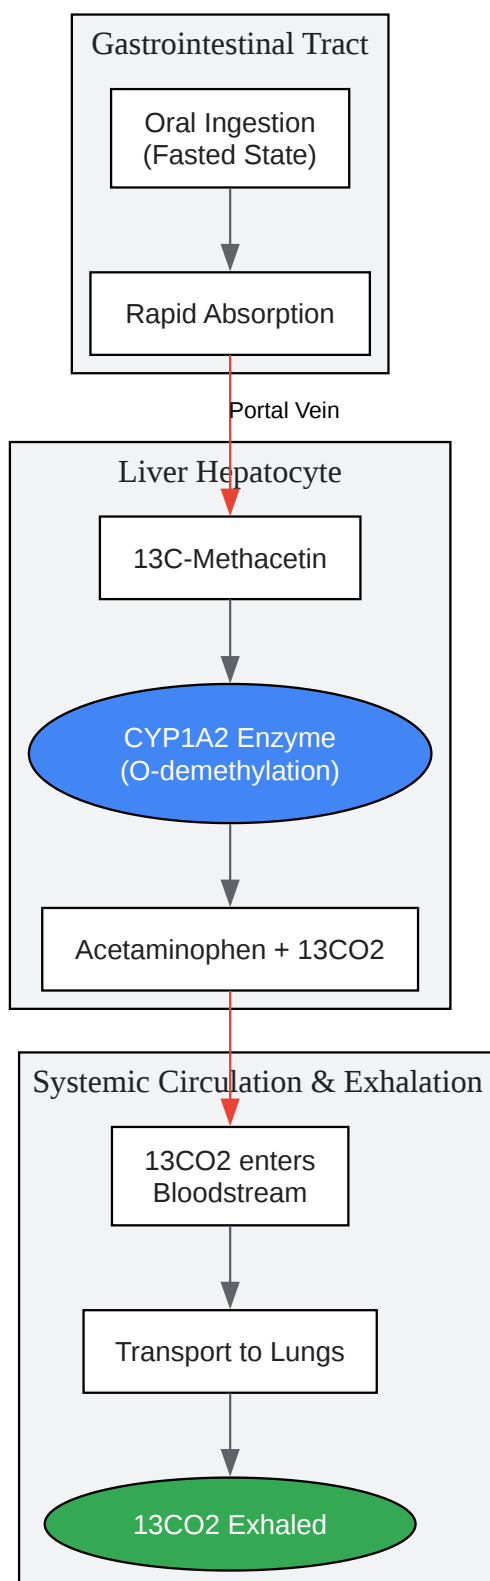 Gastrointestinal Tract
Oral Ingestion
(Fasted State)
Rapid Absorption
Portal Vein
Liver Hepatocyte
13C-Methacetin
CYP1A2 Enzyme
(O-demethylation)
Acetaminophen + 13CO2
Systemic Circulation & Exhalation
13CO2 enters
Bloodstream
Transport to Lungs
13CO2 Exhaled